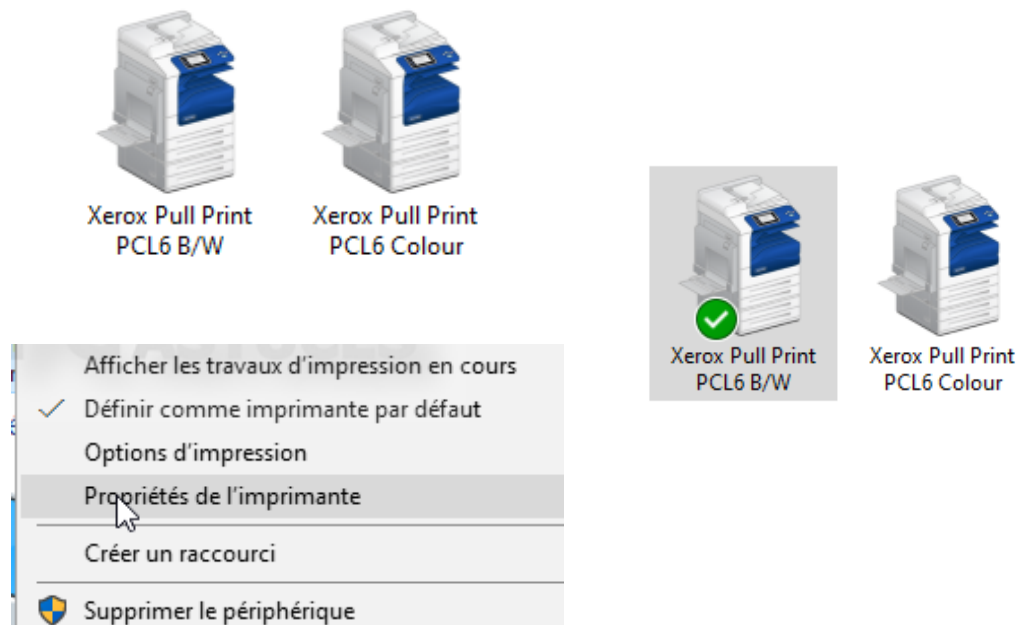 Xerox Pull Print
PCL6 B/W
Xerox Pull Print
PCL6 Colour
Xerox Pull Print
PCL6 B/W
Xerox Pull Print
PCL6 Colour
Afficher les travaux d'impression en cours
Définir comme imprimante par défaut
Options d'impression
Propriétés de l'imprimante
Créer un raccourci
Supprimer le périphérique